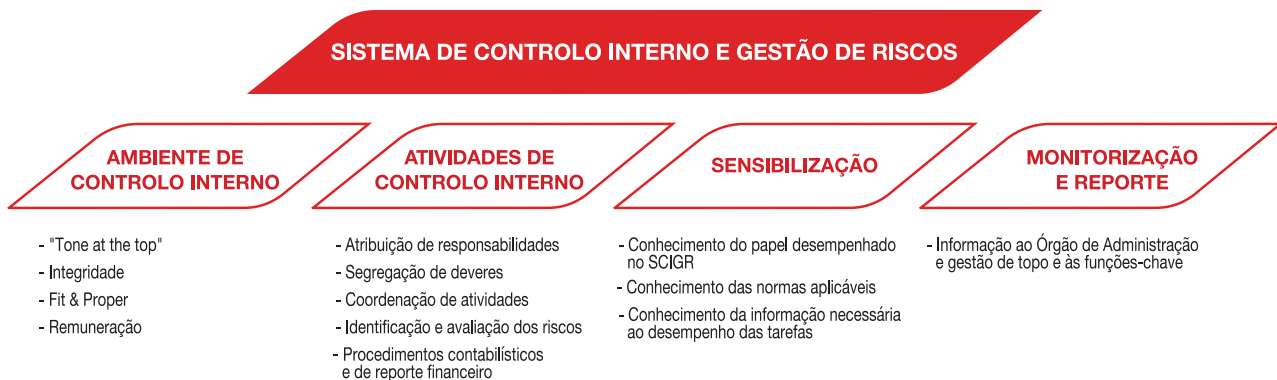 SISTEMA DE CONTROLO INTERNO E GESTÃO DE RISCOS
AMBIENTE DE
CONTROLO INTERNO
- "Tone at the top"
- Integridade
- Fit & Proper
- Remuneração
ATIVIDADES DE
CONTROLO INTERNO
- Atribuição de responsabilidades
- Segregação de deveres
- Coordenação de atividades
- Identificação e avaliação dos riscos
- Procedimentos contabilísticos
e de reporte financeiro
SENSIBILIZAÇÃO
- Conhecimento do papel desempenhado
no SCIGR
- Conhecimento das normas aplicáveis
- Conhecimento da informação necessária
ao desempenho das tarefas
MONITORIZAÇÃO
E REPORTE
- Informação ao Órgão de Administração
e gestão de topo e às funções-chave